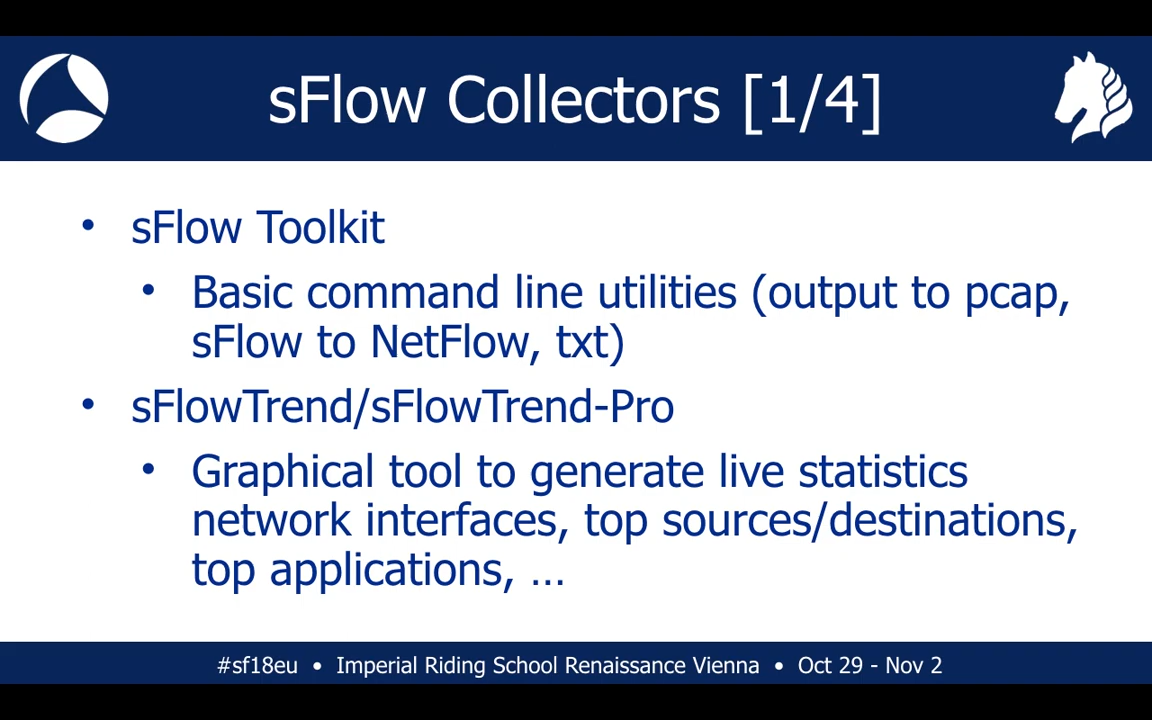 sFlow Collectors [1/4]
• sFlow Toolkit
• Basic command line utilities (output to pcap,
sFlow to NetFlow, txt)
• sFlowTrend/sFlowTrend-Pro
• Graphical tool to generate live statistics
network interfaces, top sources/destinations,
top applications, …
#sf18eu • Imperial Riding School Renaissance Vienna • Oct 29 - Nov 2